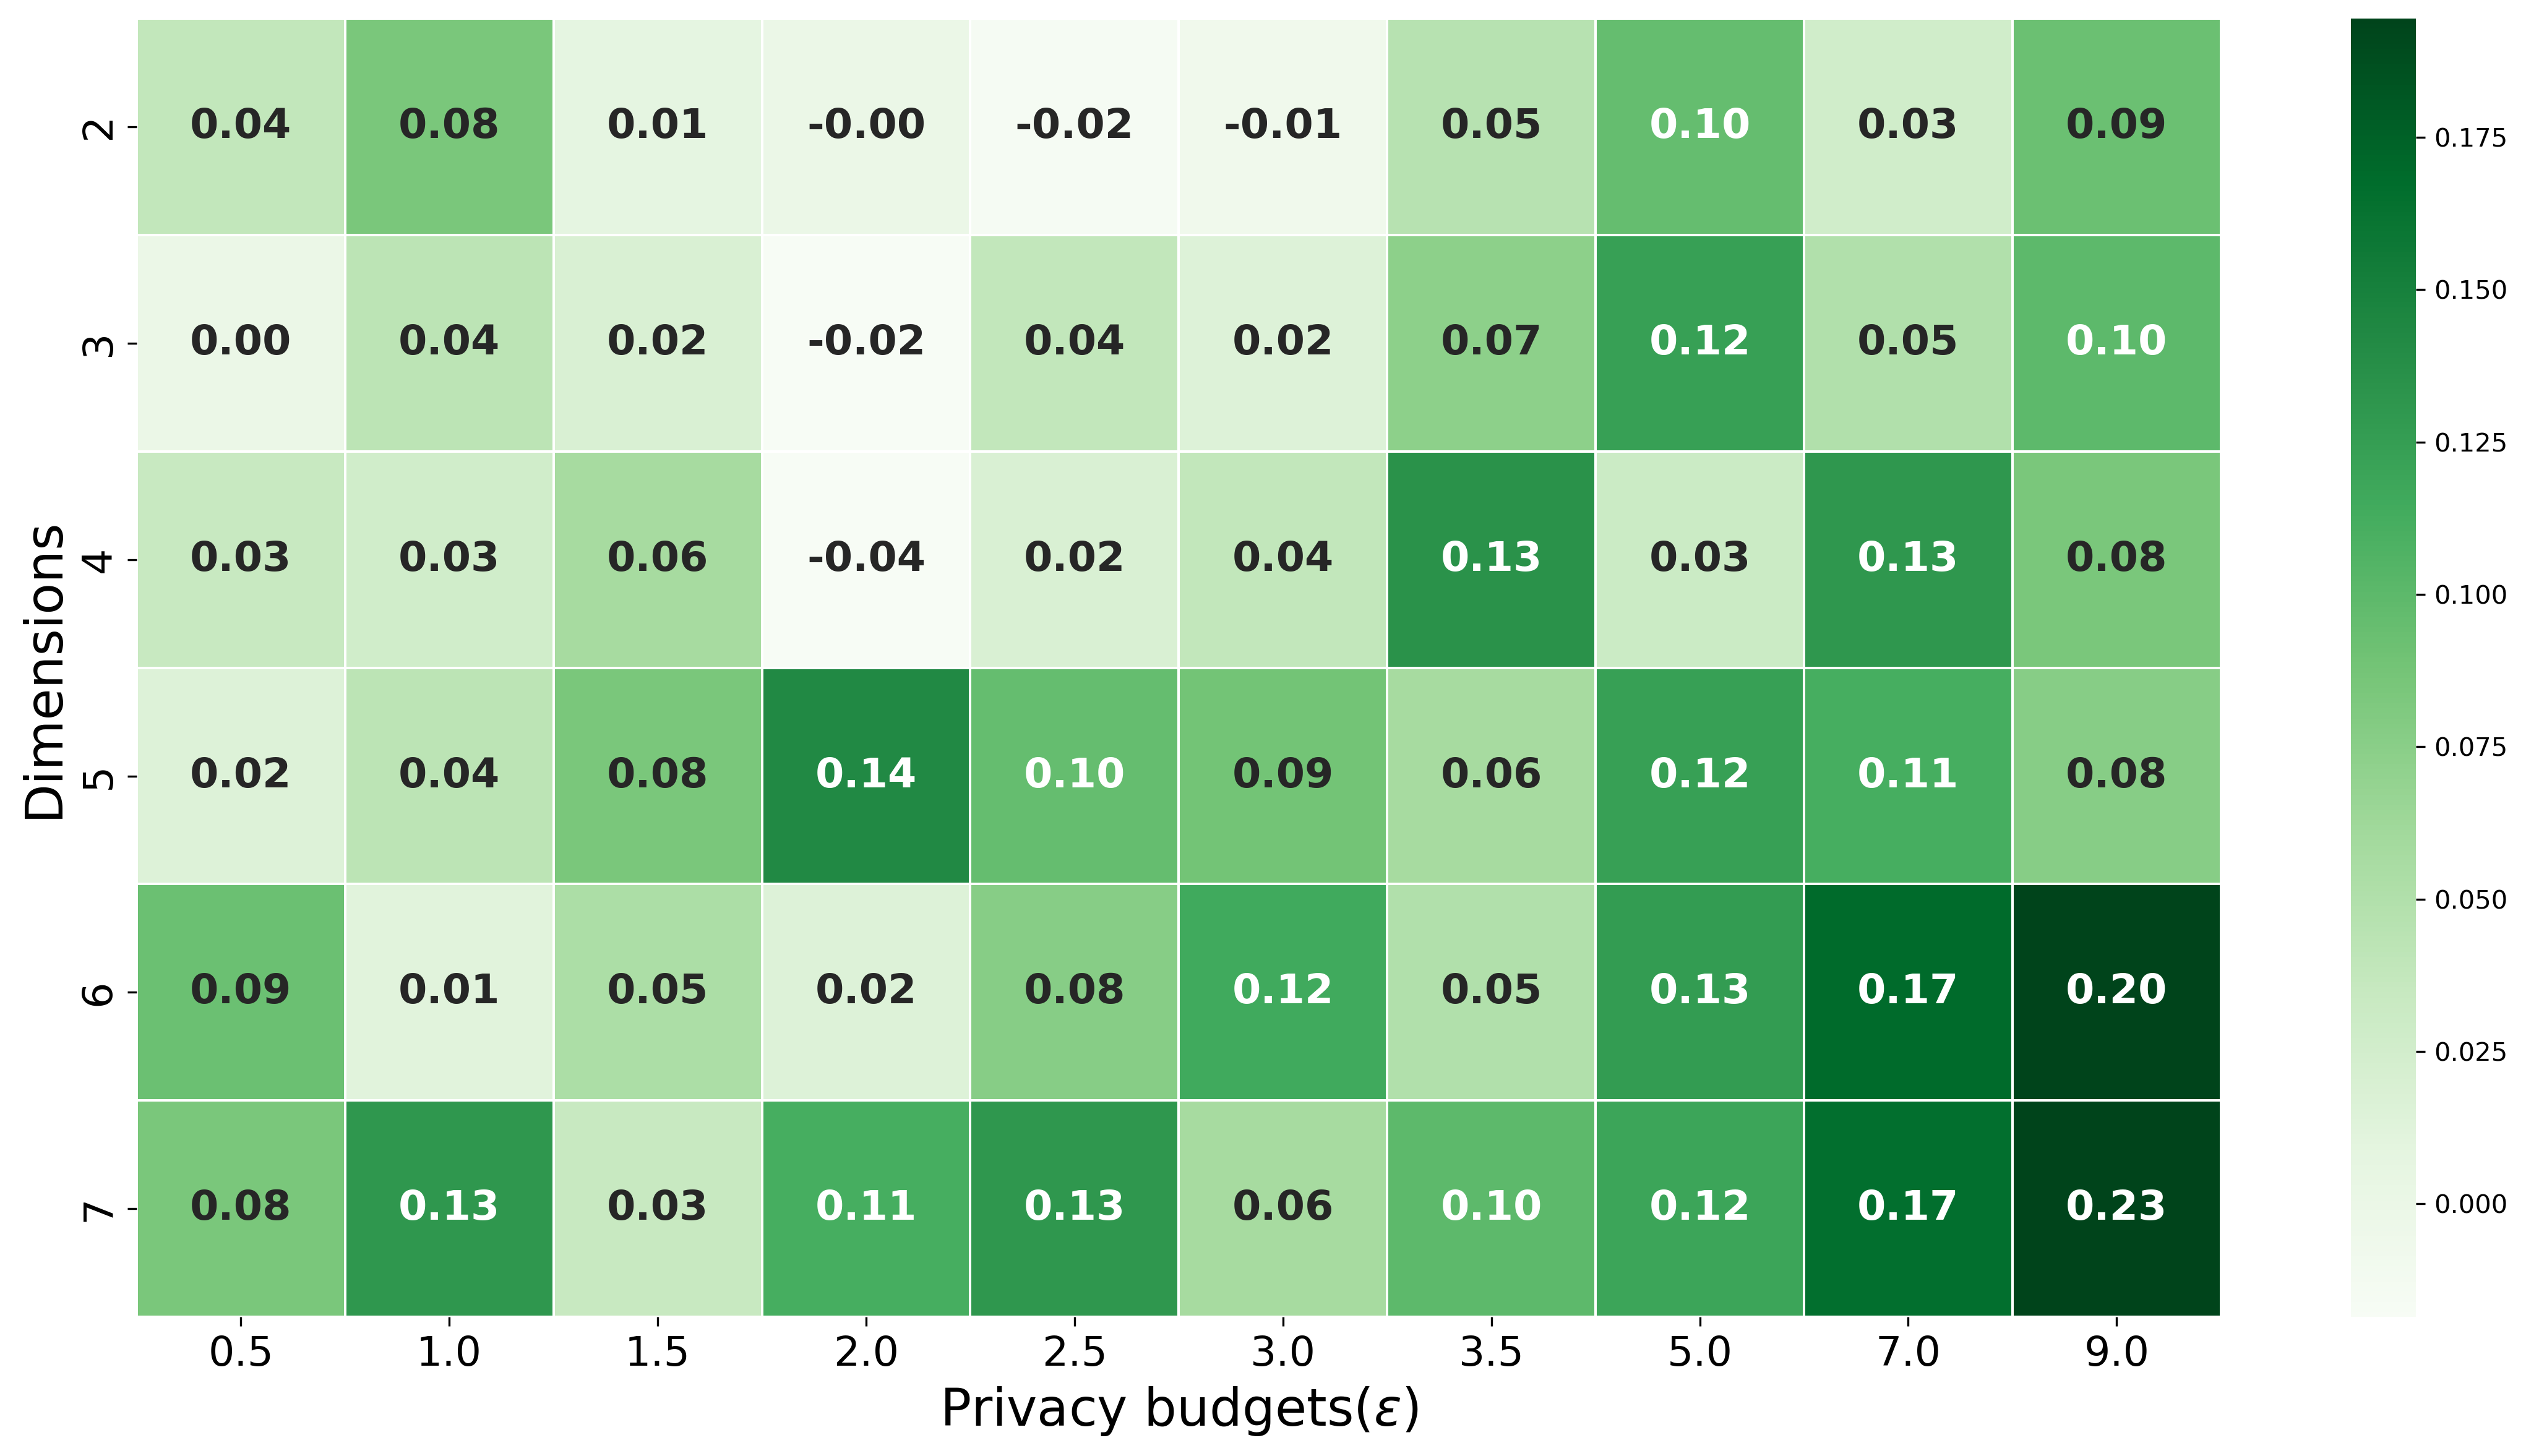 2 0.04 0.08 0.01 -0.00 -0.02 -0.01 0.05 0.10 0.03 0.09
3 0.00 0.04 0.02 -0.02 0.04 0.02 0.07 0.12 0.05 0.10
4 0.03 0.03 0.06 -0.04 0.02 0.04 0.13 0.03 0.13 0.08
5 0.02 0.04 0.08 0.14 0.10 0.09 0.06 0.12 0.11 0.08
6 0.09 0.01 0.05 0.02 0.08 0.12 0.05 0.13 0.17 0.20
7 0.08 0.13 0.03 0.11 0.13 0.06 0.10 0.12 0.17 0.23
0.5 1.0 1.5 2.0 2.5 3.0 3.5 5.0 7.0 9.0
Privacy budgets(ε)
Dimensions
0.175
0.150
0.125
0.100
0.075
0.050
0.025
0.000